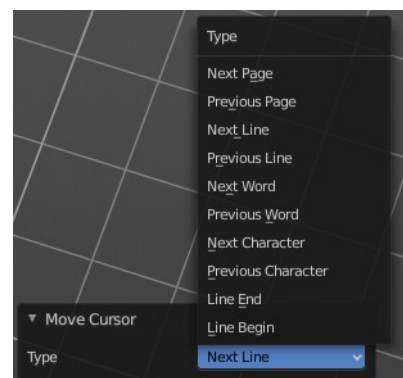 Type
Next Page
Previous Page
Next Line
Previous Line
Next Word
Previous Word
Next Character
Previous Character
Line End
Line Begin
Move Cursor
Type Next Line